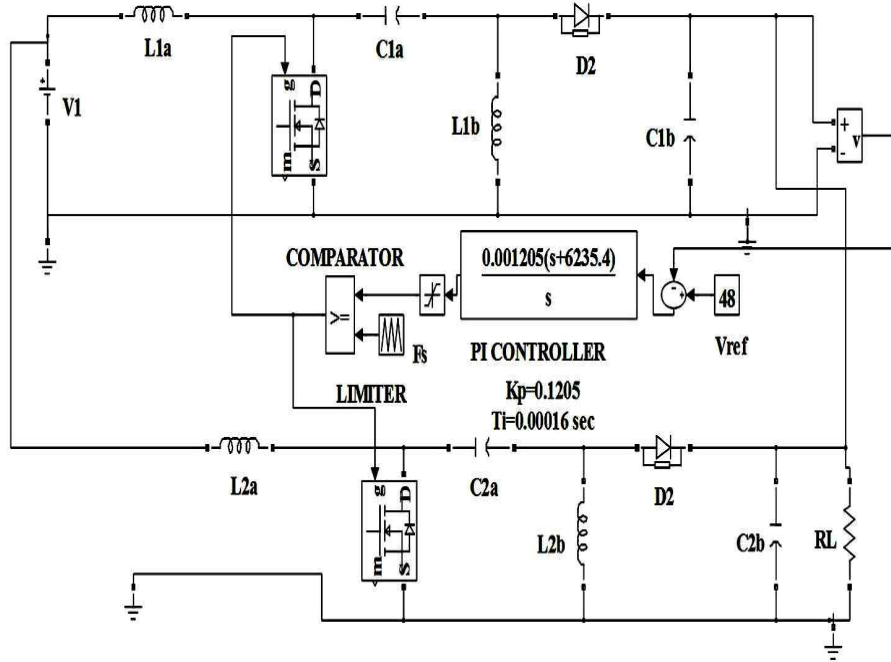 L1a
C1a
D2
V1
g D
m S
L1b
C1b
+
-
v
COMPARATOR
0.001205(s+6235.4)
s
>=
-
+
48
Fs
Vref
PI CONTROLLER
LIMITER
Kp=0.1205
Ti=0.00016 sec
L2a
C2a
D2
g D
m S
L2b
C2b
RL